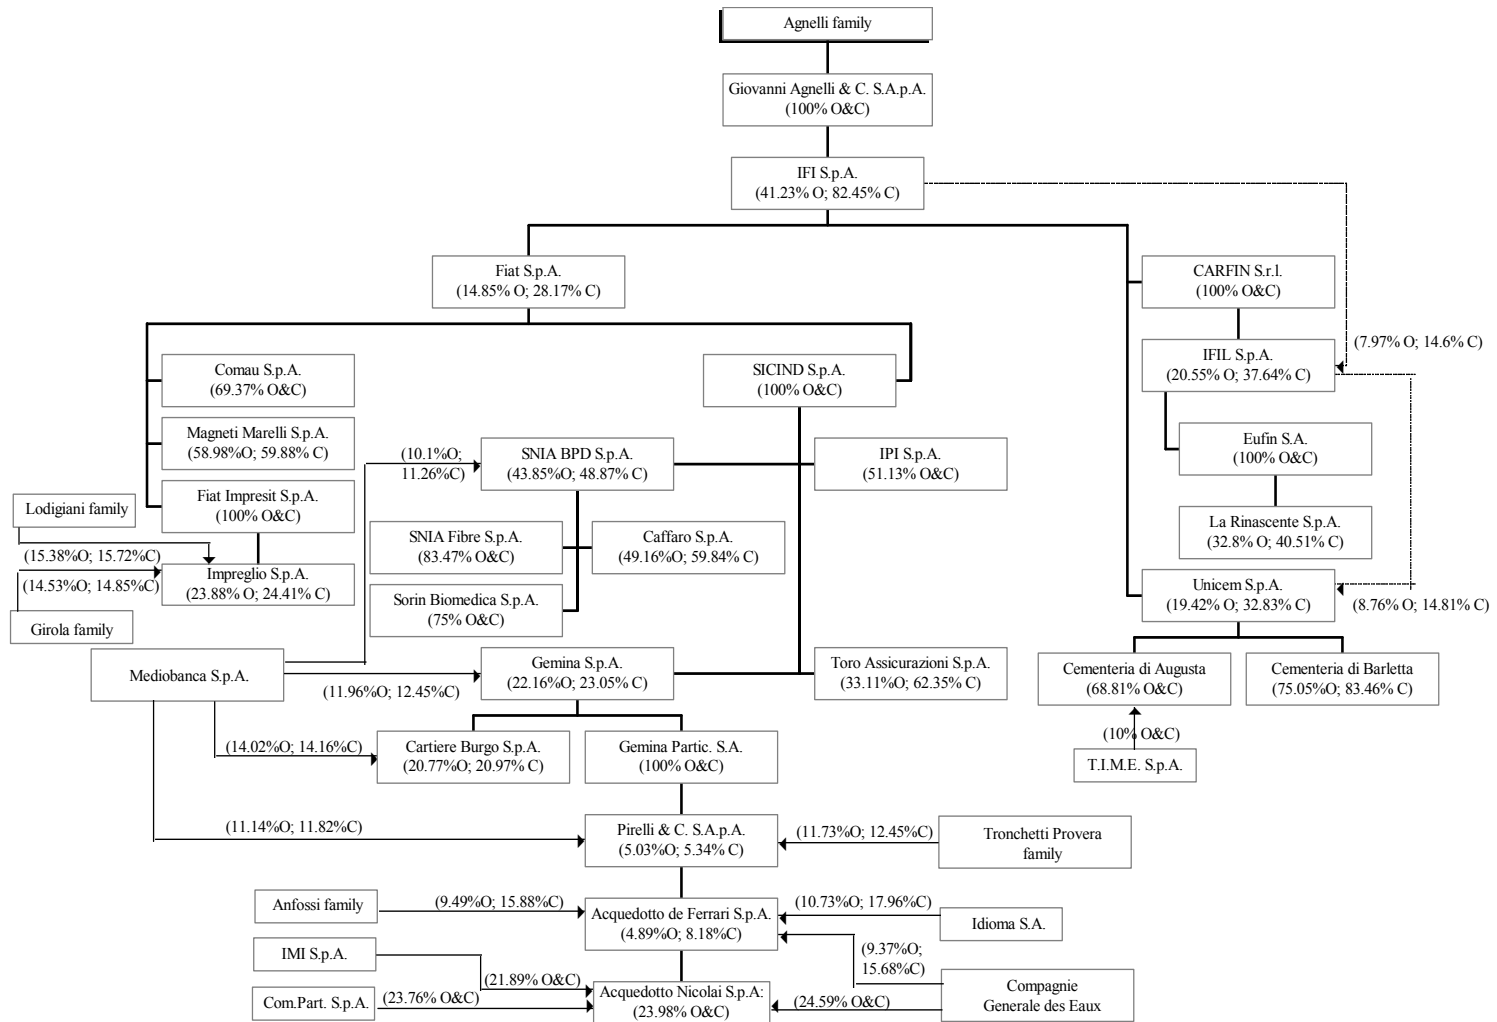 Agnelli family
Giovanni Agnelli & C. S.A.p.A.
(100% O&C)
IFI S.p.A.
(41.23% O; 82.45% C)
Fiat S.p.A.
(14.85% O; 28.17% C)
CARFIN S.r.l.
(100% O&C)
(7.97% O; 14.6% C)
IFIL S.p.A.
(20.55% O; 37.64% C)
Comau S.p.A.
(69.37% O&C)
SICIND S.p.A.
(100% O&C)
Magneti Marelli S.p.A.
(58.98%O; 59.88% C)
(10.1%O;
11.26%C)
SNIA BPD S.p.A.
(43.85%O; 48.87% C)
IPI S.p.A.
(51.13% O&C)
Eufin S.A.
(100% O&C)
Lodigiani family
Fiat Impresit S.p.A.
(100% O&C)
La Rinascente S.p.A.
(32.8% O; 40.51% C)
SNIA Fibre S.p.A.
(83.47% O&C)
Caffaro S.p.A.
(49.16%O; 59.84% C)
(15.38%O; 15.72%C)
(14.53%O; 14.85%C)
Impreglio S.p.A.
(23.88% O; 24.41% C)
Sorin Biomedica S.p.A.
(75% O&C)
Unicem S.p.A.
(19.42% O; 32.83% C)
(8.76% O; 14.81% C)
Girola family
Mediobanca S.p.A.
(11.96%O; 12.45%C)
Gemina S.p.A.
(22.16%O; 23.05% C)
Toro Assicurazioni S.p.A.
(33.11%O; 62.35% C)
Cementeria di Augusta
(68.81% O&C)
Cementeria di Barletta
(75.05%O; 83.46% C)
(10% O&C)
T.I.M.E. S.p.A.
(14.02%O; 14.16%C)
Cartiere Burgo S.p.A.
(20.77%O; 20.97% C)
Gemina Partic. S.A.
(100% O&C)
(11.14%O; 11.82%C)
Pirelli & C. S.A.p.A.
(5.03%O; 5.34% C)
(11.73%O; 12.45%C)
Tronchetti Provera
family
Anfossi family
(9.49%O; 15.88%C)
Acquedotto de Ferrari S.p.A.
(4.89%O; 8.18%C)
(10.73%O; 17.96%C)
Idioma S.A.
(9.37%O;
15.68%C)
IMI S.p.A.
(21.89% O&C)
Com.Part. S.p.A.
(23.76% O&C)
Acquedotto Nicolai S.p.A:
(23.98% O&C)
(24.59% O&C)
Compagnie
Generale des Eaux